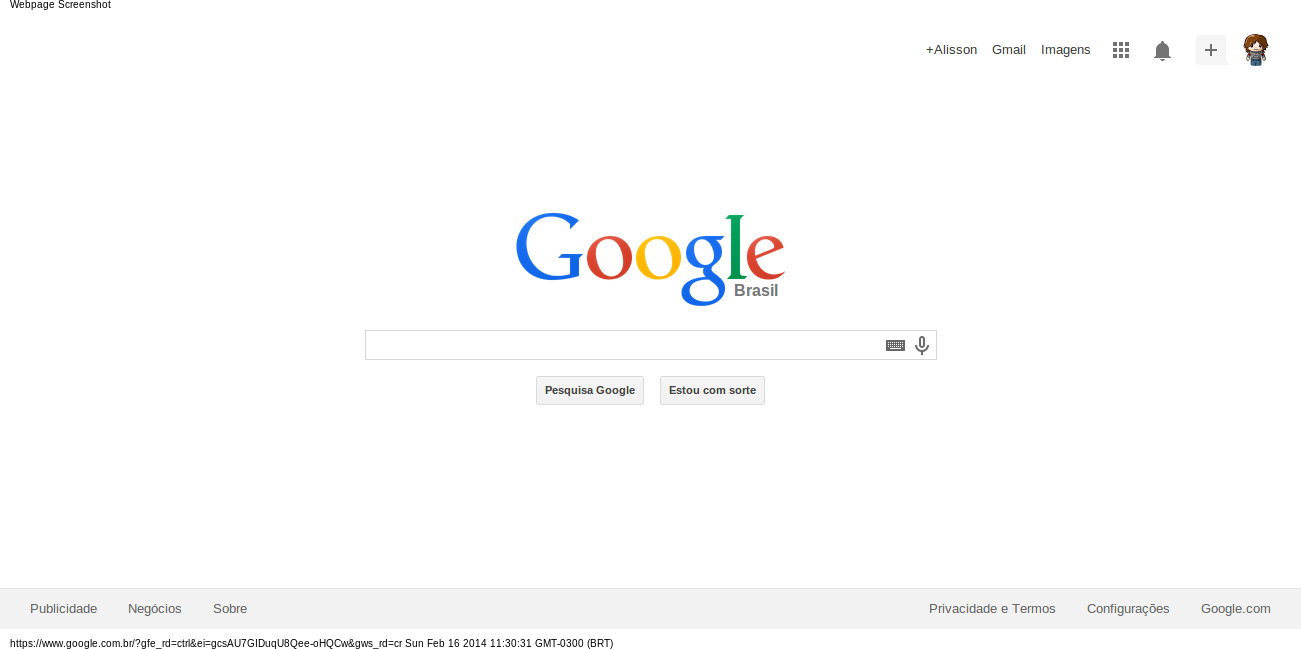 Webpage Screenshot
+Alisson Gmail Imagens
Google
Brasil
Pesquisa Google Estou com sorte
Publicidade Negócios Sobre Privacidade e Termos Configurações Google.com
https://www.google.com.br/?gfe_rd=ctrl&ei=gcsAU7GIDuqU8Qee-oHQCw&gws_rd=cr Sun Feb 16 2014 11:30:31 GMT-0300 (BRT)